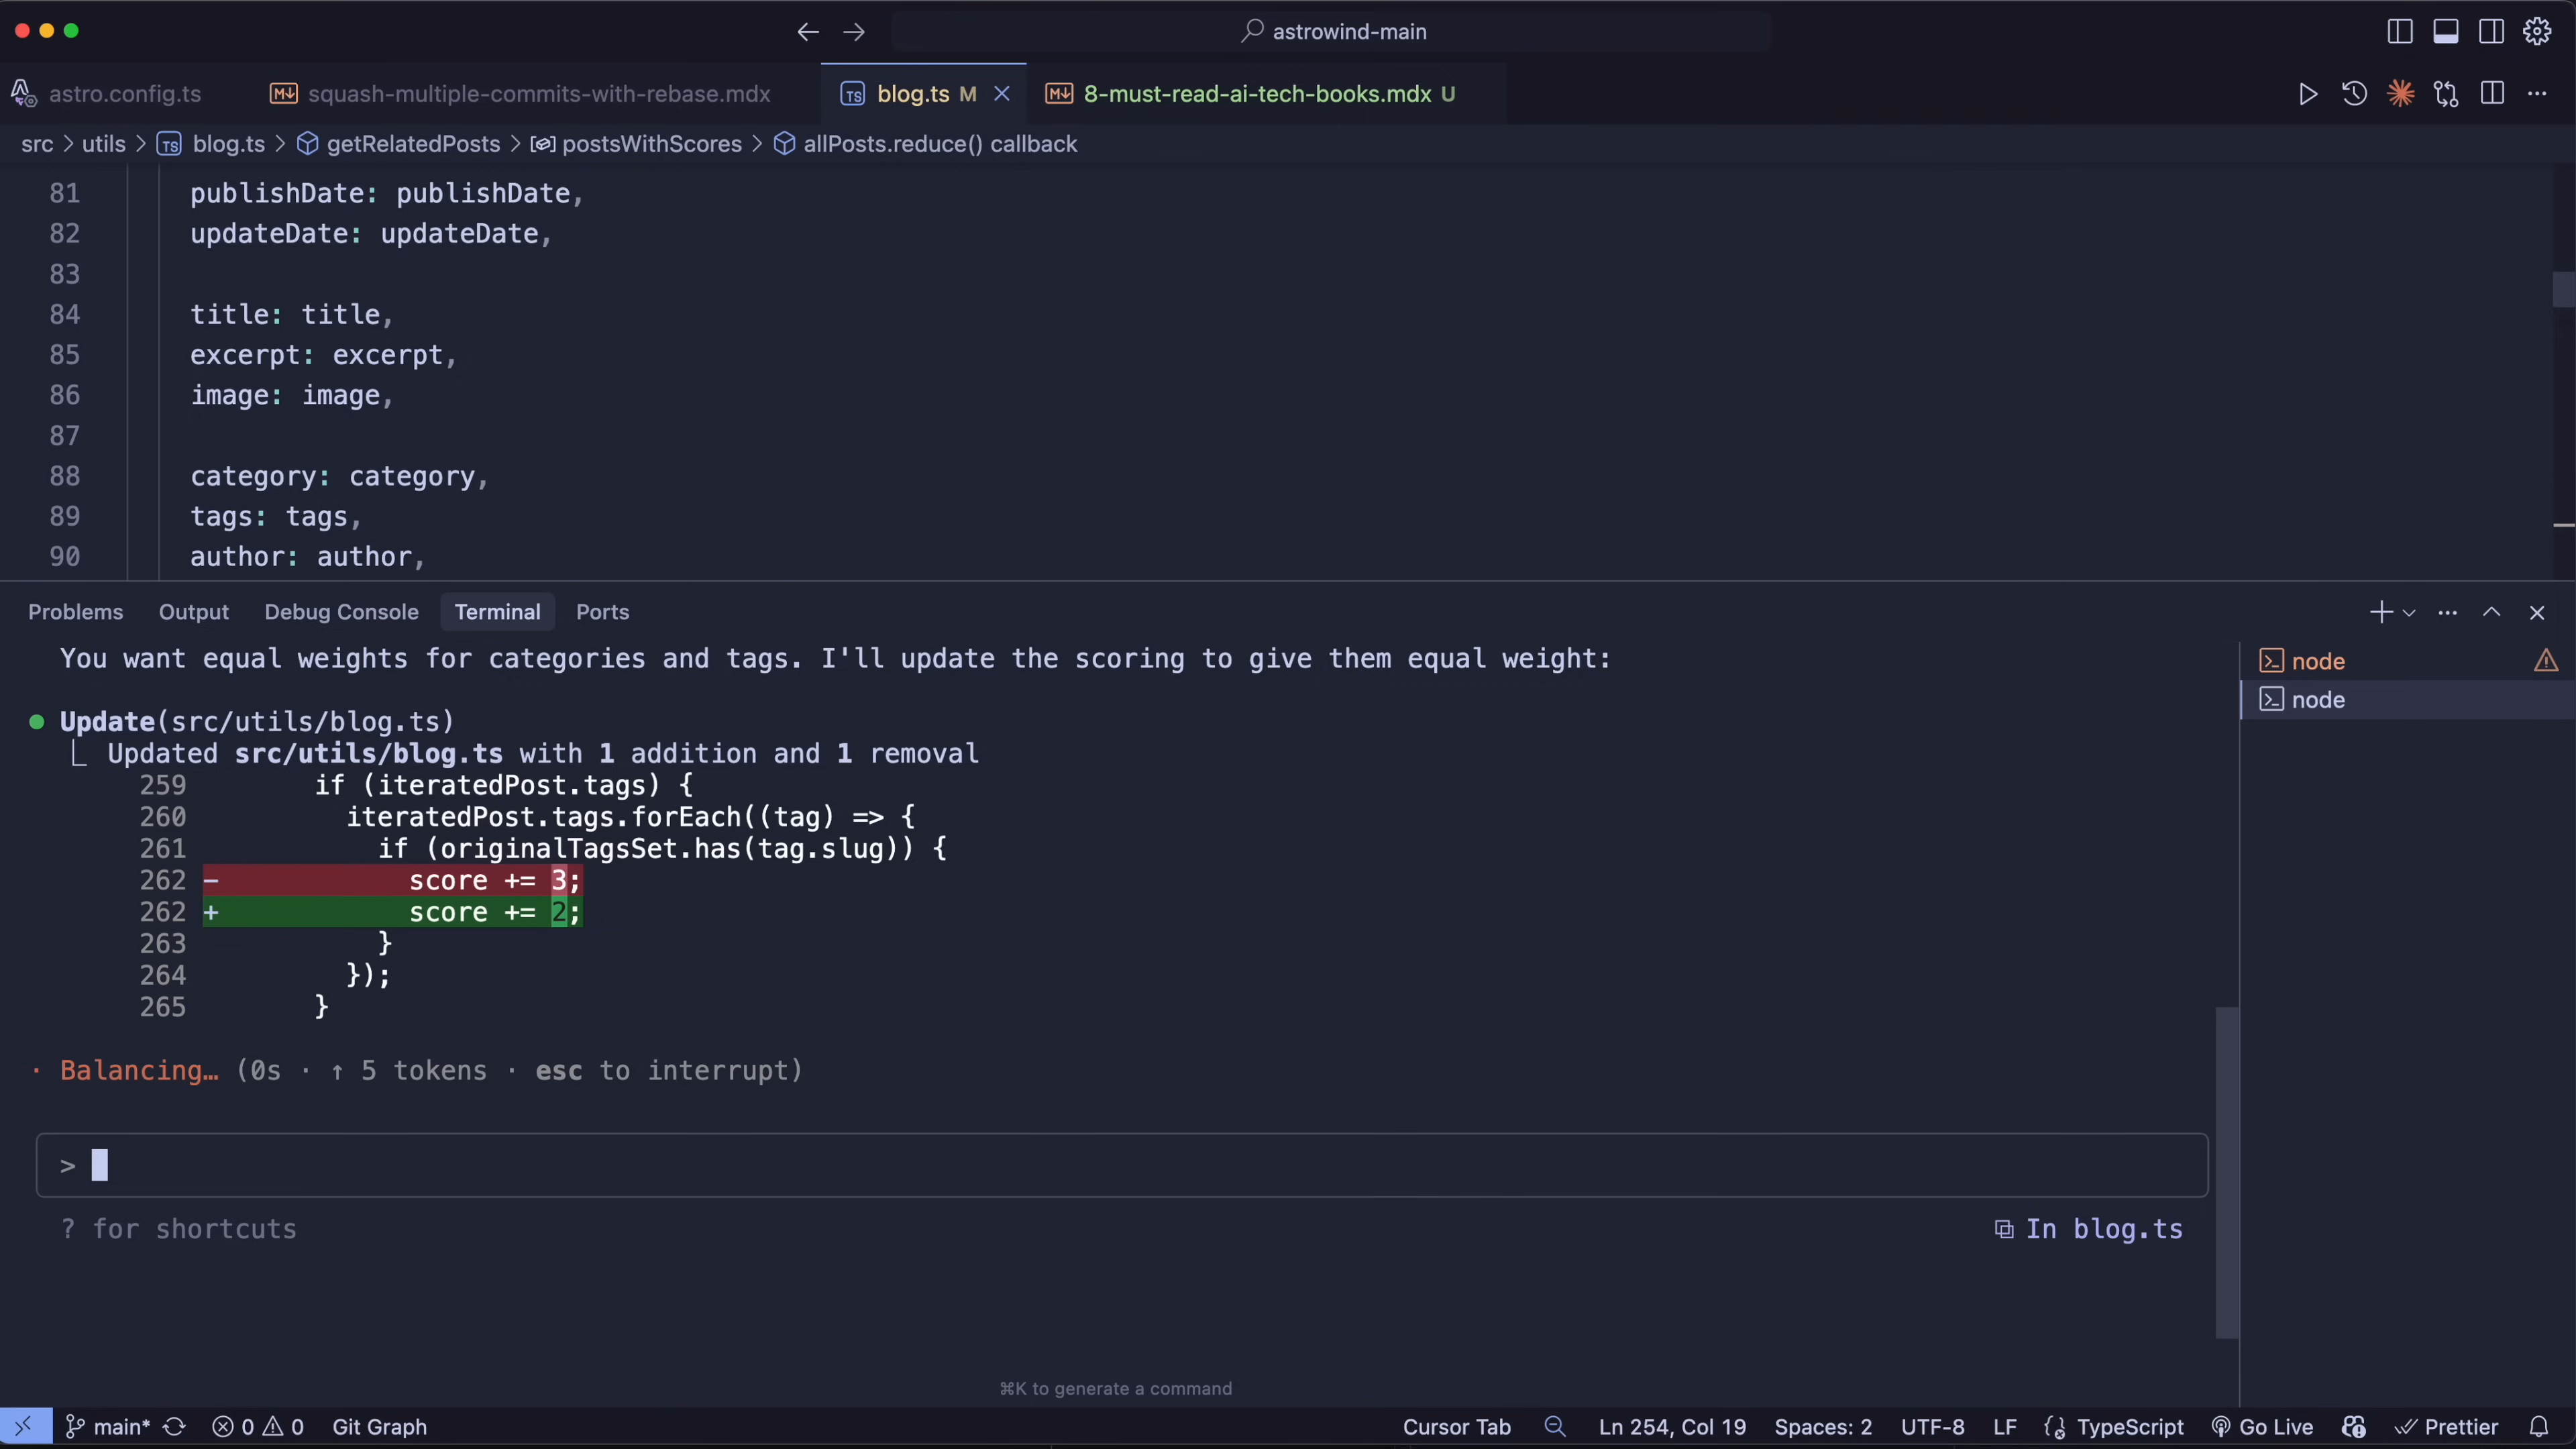 astrowind-main
astro.config.ts
squash-multiple-commits-with-rebase.mdx
blog.ts M
8-must-read-ai-tech-books.mdx U
src > utils > TS blog.ts > getRelatedPosts > postsWithScores > allPosts.reduce() callback
81 publishDate: publishDate,
82 updateDate: updateDate,
83
84 title: title,
85 excerpt: excerpt,
86 image: image,
87
88 category: category,
89 tags: tags,
90 author: author,
Problems Output Debug Console Terminal Ports
You want equal weights for categories and tags. I'll update the scoring to give them equal weight:
node
node
Update(src/utils/blog.ts)
Updated src/utils/blog.ts with 1 addition and 1 removal
259 if (iteratedPost.tags) {
260 iteratedPost.tags.forEach((tag) => {
261 if (originalTagsSet.has(tag.slug)) {
262 - score += 3;
262 + score += 2;
263 }
264 });
265 }
· Balancing… (0s · ↑ 5 tokens · esc to interrupt)
>
? for shortcuts
In blog.ts
⌘K to generate a command
main* 0 0 Git Graph Cursor Tab Ln 254, Col 19 Spaces: 2 UTF-8 LF TypeScript Go Live Prettier